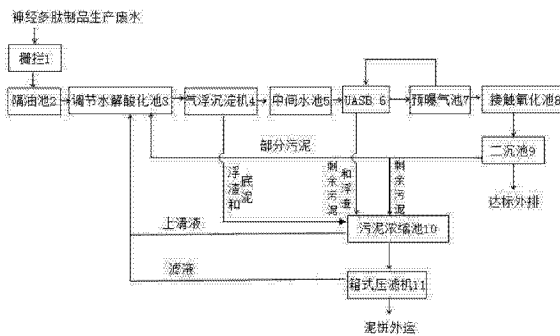 神经多肽制品生产废水
栅拦1
隔油池2
调节水解酸化池3
气浮沉淀机4
中间水池5
UASB 6
预曝气池7
接触氧化池8
部分污泥
二沉池9
浮渣和
底泥
剩余污泥
和浮渣
剩余污泥
达标外排
上清液
污泥浓缩池10
滤液
箱式压滤机11
泥饼外运